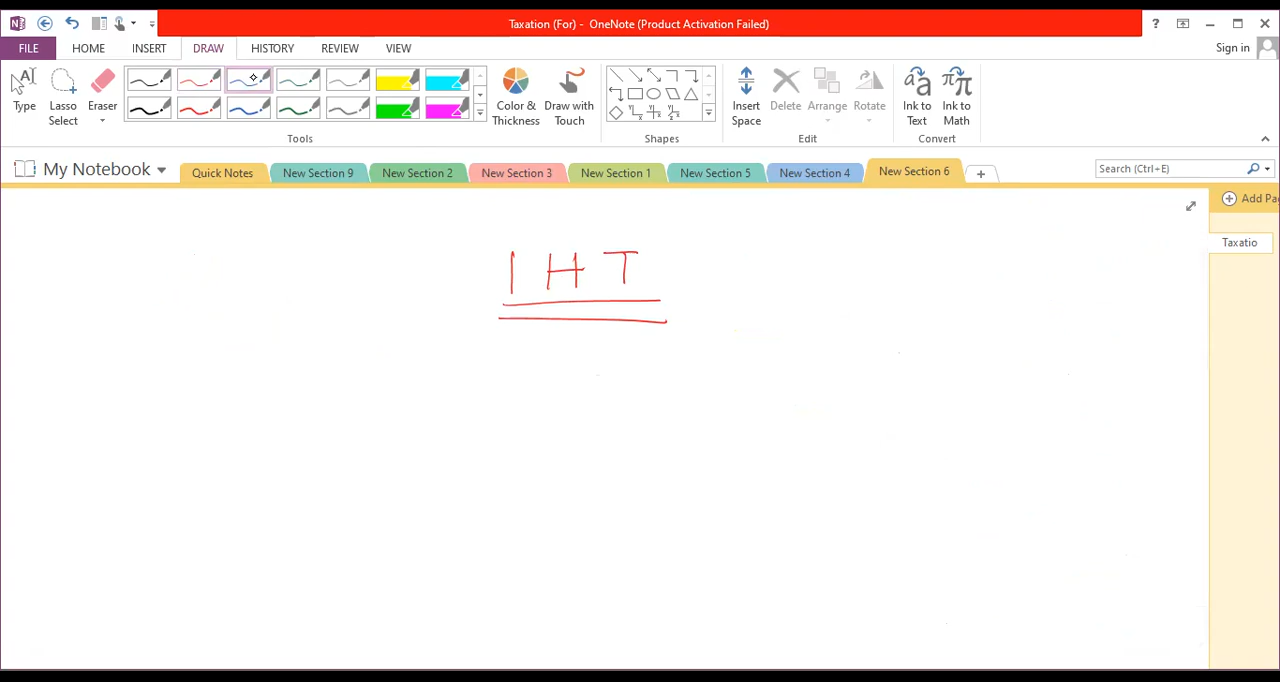 Taxation (For) - OneNote (Product Activation Failed)
?
FILE HOME INSERT DRAW HISTORY REVIEW VIEW
Sign in
Type
Lasso Select
Eraser
Color & Thickness
Draw with Touch
Insert Space
Delete
Arrange
Rotate
Ink to Text
Ink to Math
Tools
Shapes
Edit
Convert
My Notebook
Quick Notes New Section 9 New Section 2 New Section 3 New Section 1 New Section 5 New Section 4 New Section 6
Search (Ctrl+E)
Add Pa
Taxatio
I H T